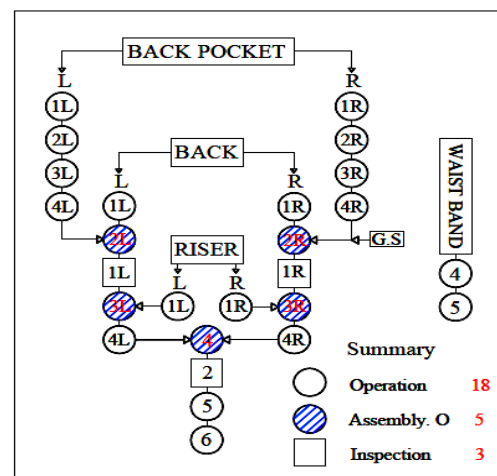 BACK POCKET
L R
1L 1R
2L 2R
BACK
3L 3R
L R
4L 4R
1L 1R
2L 2R G.S
RISER
1L 1R
L R
3L 1L 1R 3R
4L 4 4R
2
5
6
WAIST BAND
4
5
Summary
Operation 18
Assembly. O 5
Inspection 3